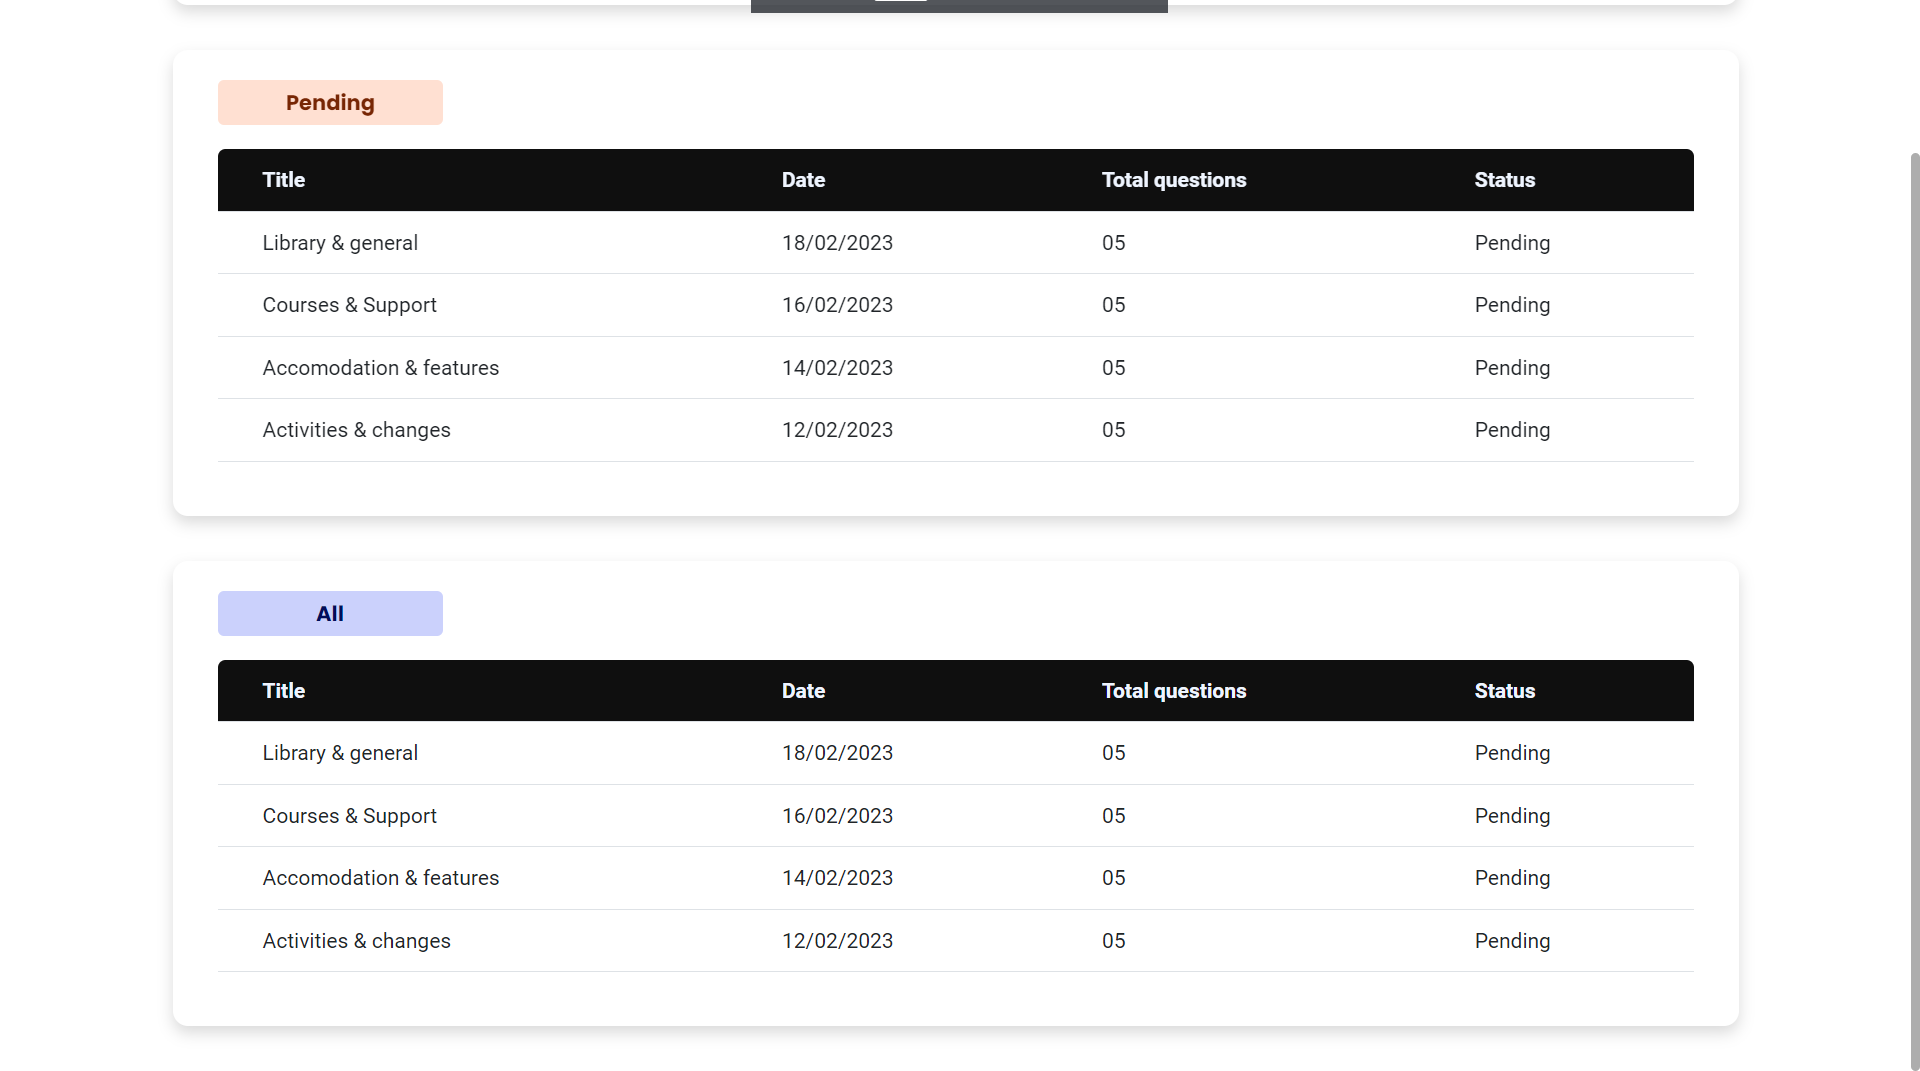 Pending
Title Date Total questions Status
Library & general 18/02/2023 05 Pending
Courses & Support 16/02/2023 05 Pending
Accomodation & features 14/02/2023 05 Pending
Activities & changes 12/02/2023 05 Pending
All
Title Date Total questions Status
Library & general 18/02/2023 05 Pending
Courses & Support 16/02/2023 05 Pending
Accomodation & features 14/02/2023 05 Pending
Activities & changes 12/02/2023 05 Pending